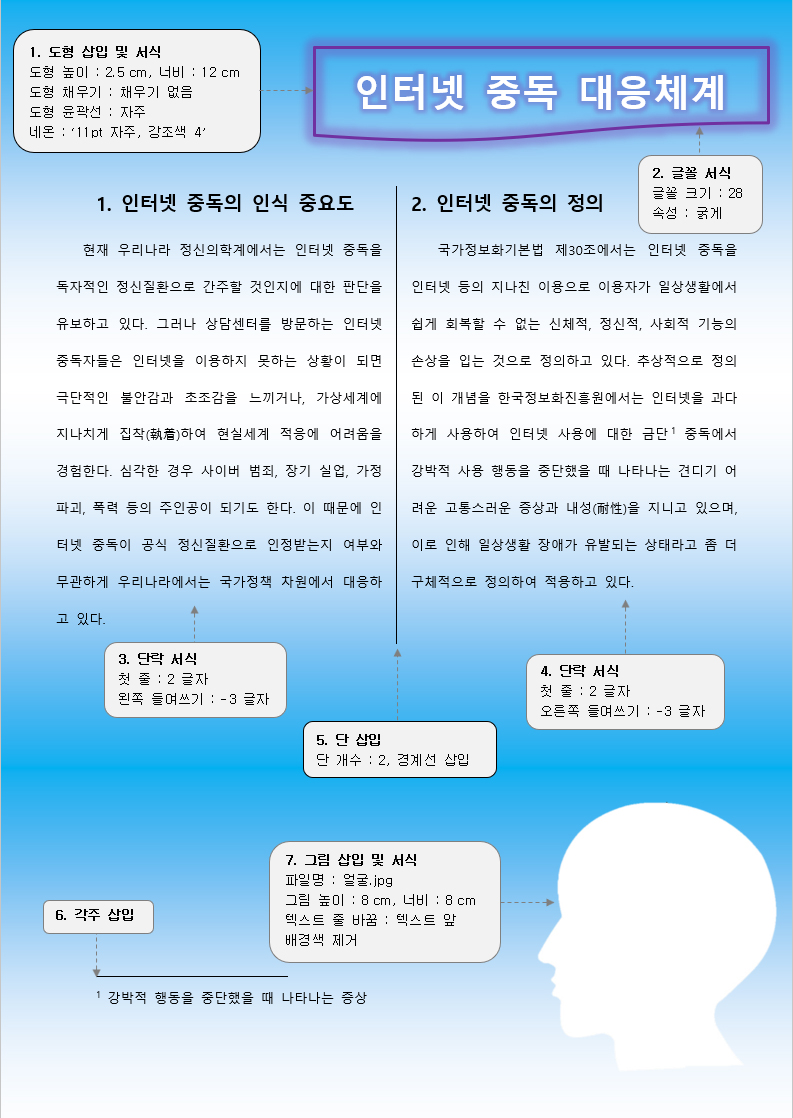 1. 도형 삽입 및 서식
도형 높이 : 2.5 cm, 너비 : 12 cm
도형 채우기 : 채우기 없음
도형 윤곽선 : 자주
네온 : ‘11pt 자주, 강조색 4’
인터넷 중독 대응체계
2. 글꼴 서식
글꼴 크기 : 28
속성 : 굵게
1. 인터넷 중독의 인식 중요도
현재 우리나라 정신의학계에서는 인터넷 중독을
독자적인 정신질환으로 간주할 것인지에 대한 판단을
유보하고 있다. 그러나 상담센터를 방문하는 인터넷
중독자들은 인터넷을 이용하지 못하는 상황이 되면
극단적인 불안감과 초조감을 느끼거나, 가상세계에
지나치게 집착(執着)하여 현실세계 적응에 어려움을
경험한다. 심각한 경우 사이버 범죄, 장기 실업, 가정
파괴, 폭력 등의 주인공이 되기도 한다. 이 때문에 인
터넷 중독이 공식 정신질환으로 인정받는지 여부와
무관하게 우리나라에서는 국가정책 차원에서 대응하
고 있다.
2. 인터넷 중독의 정의
국가정보화기본법 제30조에서는 인터넷 중독을
인터넷 등의 지나친 이용으로 이용자가 일상생활에서
쉽게 회복할 수 없는 신체적, 정신적, 사회적 기능의
손상을 입는 것으로 정의하고 있다. 추상적으로 정의
된 이 개념을 한국정보화진흥원에서는 인터넷을 과다
하게 사용하여 인터넷 사용에 대한 금단1 중독에서
강박적 사용 행동을 중단했을 때 나타나는 견디기 어
려운 고통스러운 증상과 내성(耐性)을 지니고 있으며,
이로 인해 일상생활 장애가 유발되는 상태라고 좀 더
구체적으로 정의하여 적용하고 있다.
3. 단락 서식
첫 줄 : 2 글자
왼쪽 들여쓰기 : -3 글자
4. 단락 서식
첫 줄 : 2 글자
오른쪽 들여쓰기 : -3 글자
5. 단 삽입
단 개수 : 2, 경계선 삽입
7. 그림 삽입 및 서식
파일명 : 얼굴.jpg
그림 높이 : 8 cm, 너비 : 8 cm
텍스트 줄 바꿈 : 텍스트 앞
배경색 제거
6. 각주 삽입
1 강박적 행동을 중단했을 때 나타나는 증상